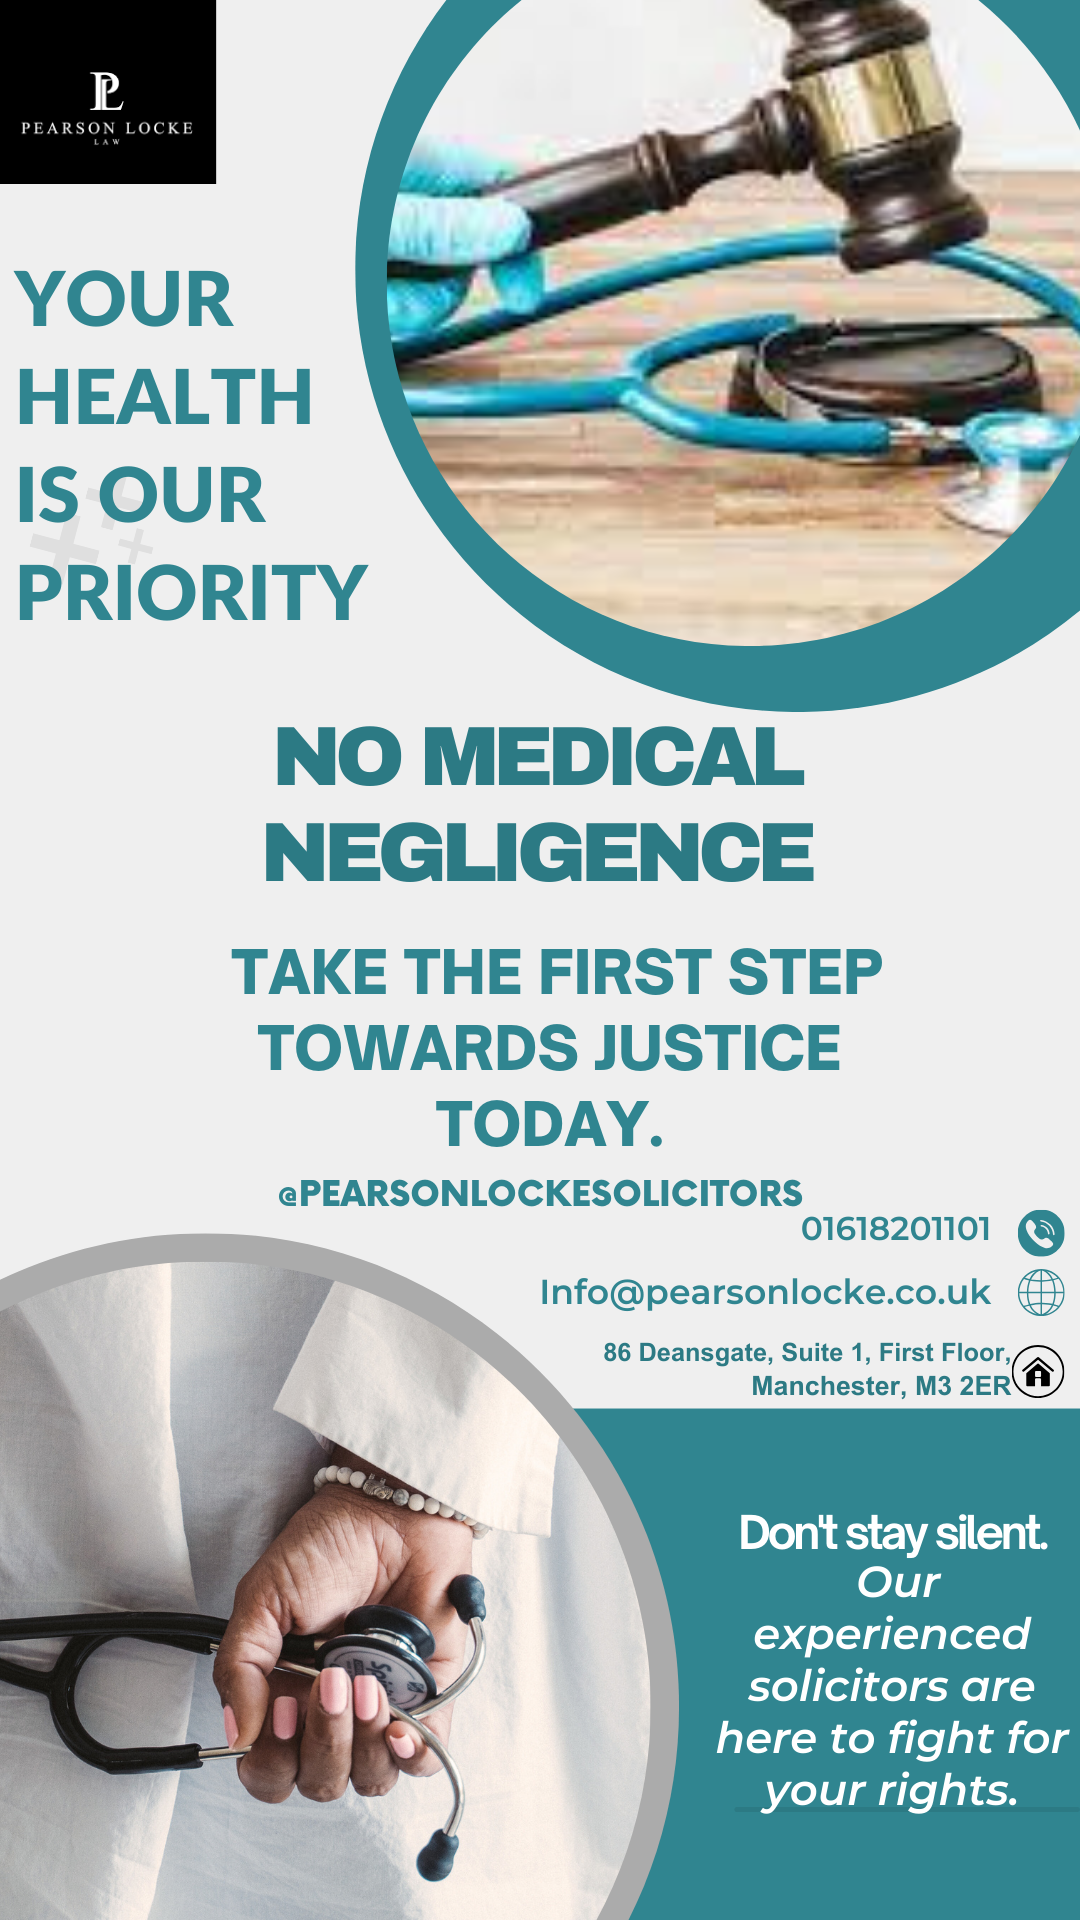 PL
PEARSON LOCKE
LAW
YOUR
HEALTH
IS OUR
PRIORITY
NO MEDICAL
NEGLIGENCE
TAKE THE FIRST STEP
TOWARDS JUSTICE
TODAY.
@PEARSONLOCKESOLICITORS
01618201101
Info@pearsonlocke.co.uk
86 Deansgate, Suite 1, First Floor,
Manchester, M3 2ER
Don't stay silent.
Our
experienced
solicitors are
here to fight for
your rights.